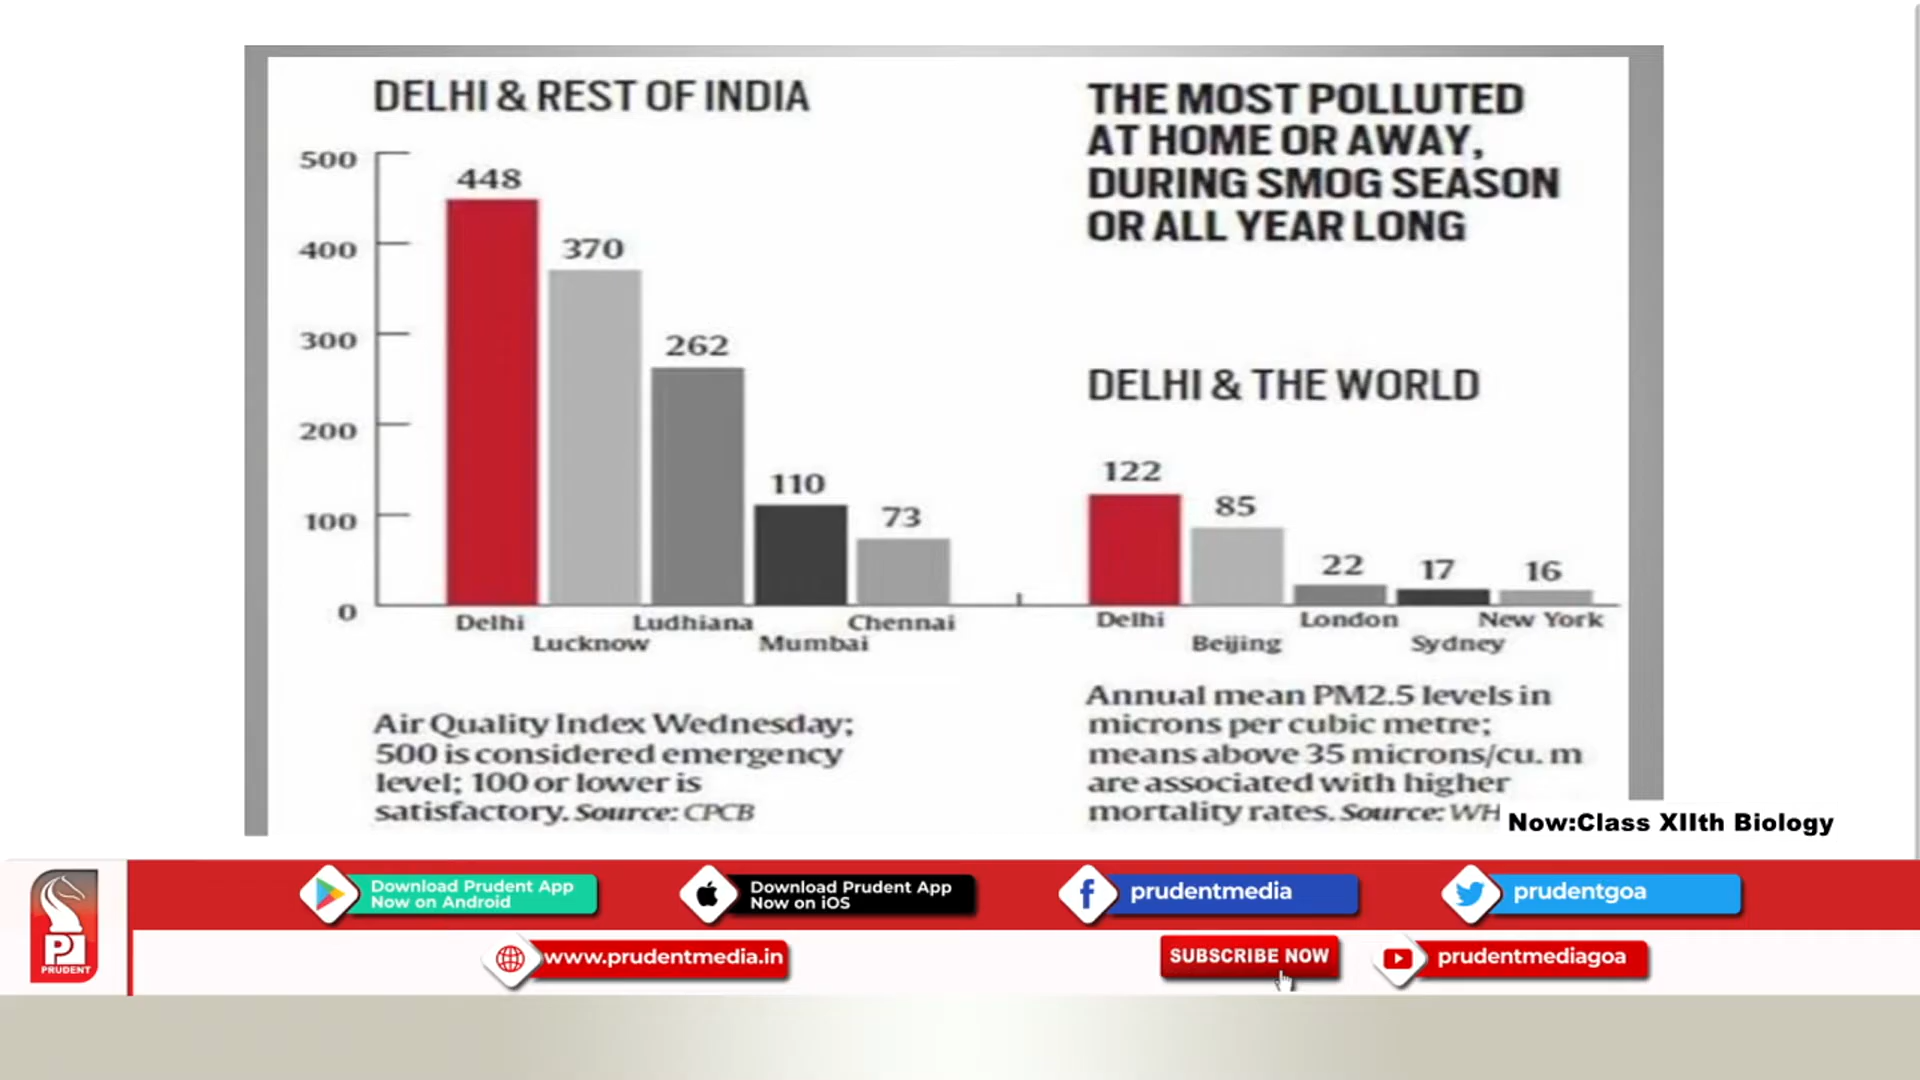 DELHI & REST OF INDIA
500
400
300
200
100
0
448
370
262
110
73
Delhi
Lucknow
Ludhiana
Mumbai
Chennai
Air Quality Index Wednesday;
500 is considered emergency
level; 100 or lower is
satisfactory. Source: CPCB
THE MOST POLLUTED
AT HOME OR AWAY,
DURING SMOG SEASON
OR ALL YEAR LONG
DELHI & THE WORLD
122
85
22
17
16
Delhi
Beijing
London
Sydney
New York
Annual mean PM2.5 levels in
microns per cubic metre;
means above 35 microns/cu. m
are associated with higher
mortality rates. Source: WH
Now:Class XIIth Biology
Download Prudent App
Now on Android
Download Prudent App
Now on iOS
prudentmedia
prudentgoa
PRUDENT
www.prudentmedia.in
SUBSCRIBE NOW
prudentmediagoa